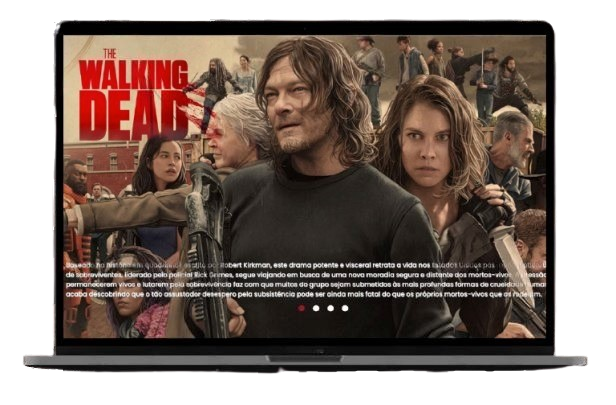 THE
WALKING
DEAD
Baseado na história em quadrinhos escrita por Robert Kirkman, este drama potente e visceral retrata a vida nos Estados Unidos
de sobreviventes, liderado pelo policial Rick Grimes, segue viajando em busca de uma nova moradia segura e distante dos mortos-vivos.
permanecerem vivos e lutarem pela sobrevivência faz com que muitos do grupo sejam submetidos às mais profundas formas de crueldade
acaba descobrindo que o tão assustador desespero pela subsistência pode ser ainda mais fatal do que os próprios mortos-vivos que os